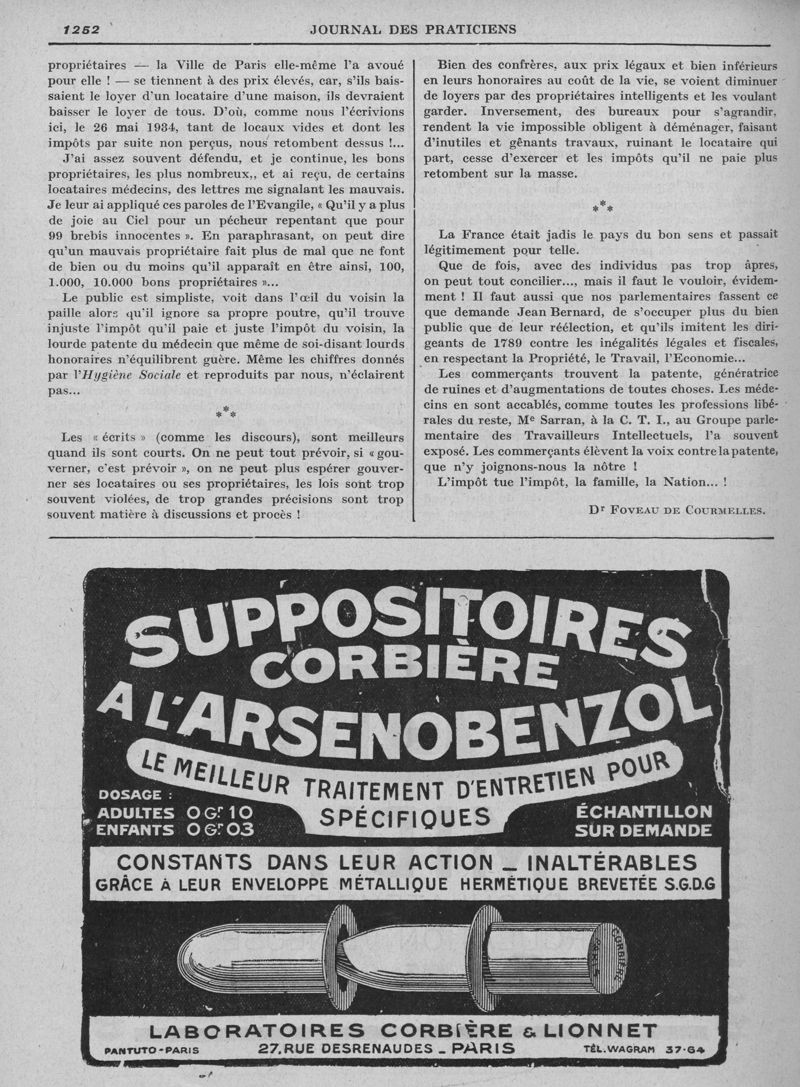 1252
JOURNAL DES PRATICIENS
propriétaires — la Ville de Paris elle-même l'a avoué
pour elle ! — se tiennent à des prix élevés, car, s'ils bais-
saient le loyer d'un locataire d'une maison, ils devraient
baisser le loyer de tous. D'où, comme nous l'écrivions
ici, le 26 mai 1934, tant de locaux vides et dont les
impôts par suite non perçus, nous retombent dessus !...
J'ai assez souvent défendu, et je continue, les bons
propriétaires, les plus nombreux,, et ai reçu, de certains
locataires médecins, des lettres me signalant les mauvais.
Je leur ai appliqué ces paroles de l'Evangile, « Qu'il y a plus
de joie au Ciel pour un pécheur repentant que pour
99 brebis innocentes ». En paraphrasant, on peut dire
qu'un mauvais propriétaire fait plus de mal que ne font
de bien ou du moins qu'il apparaît en être ainsi, 100,
1.000, 10.000 bons propriétaires »...
Le public est simpliste, voit dans l'œil du voisin la
paille alors qu'il ignore sa propre poutre, qu'il trouve
injuste l'impôt qu'il paie et juste l'impôt du voisin, la
lourde patente du médecin que même de soi-disant lourds
honoraires n'équilibrent guère. Même les chiffres donnés
par l'Hygiène Sociale et reproduits par nous, n'éclairent
pas...
***
Les « écrits » (comme les discours), sont meilleurs
quand ils sont courts. On ne peut tout prévoir, si « gou-
verner, c'est prévoir », on ne peut plus espérer gouver-
ner ses locataires ou ses propriétaires, les lois sont trop
souvent violées, de trop grandes précisions sont trop
souvent matière à discussions et procès !
Bien des confrères, aux prix légaux et bien inférieurs
en leurs honoraires au coût de la vie, se voient diminuer
de loyers par des propriétaires intelligents et les voulant
garder. Inversement, des bureaux pour s'agrandir,
rendent la vie impossible obligent à déménager, faisant
d'inutiles et gênants travaux, ruinant le locataire qui
part, cesse d'exercer et les impôts qu'il ne paie plus
retombent sur la masse.
***
La France était jadis le pays du bon sens et passait
légitimement pour telle.
Que de fois, avec des individus pas trop âpres,
on peut tout concilier..., mais il faut le vouloir, évidem-
ment ! Il faut aussi que nos parlementaires fassent ce
que demande Jean Bernard, de s'occuper plus du bien
public que de leur réélection, et qu'ils imitent les diri-
geants de 1789 contre les inégalités légales et fiscales,
en respectant la Propriété, le Travail, l'Economie...
Les commerçants trouvent la patente, génératrice
de ruines et d'augmentations de toutes choses. Les méde-
cins en sont accablés, comme toutes les professions libé-
rales du reste, Me Sarran, à la C. T. I., au Groupe parle-
mentaire des Travailleurs Intellectuels, l'a souvent
exposé. Les commerçants élèvent la voix contre la patente,
que n'y joignons-nous la nôtre !
L'impôt tue l'impôt, la famille, la Nation... !
Dr FOVEAU DE COURMELLES.
SUPPOSITOIRES
CORBIÈRE
A L'ARSENOBENZOL
LE MEILLEUR TRAITEMENT D'ENTRETIEN POUR
SPÉCIFIQUES
DOSAGE :
ADULTES 0 Gr 10
ENFANTS 0 Gr 03
ÉCHANTILLON
SUR DEMANDE
CONSTANTS DANS LEUR ACTION _ INALTÉRABLES
GRÂCE A LEUR ENVELOPPE MÉTALLIQUE HERMÉTIQUE BREVETÉE S.G.D.G
CORBIÈRE
PARIS
LABORATOIRES CORBIÈRE & LIONNET
PANTUTO-PARIS
27, RUE DESRENAUDES _ PARIS
TÉL. WAGRAM 37-64